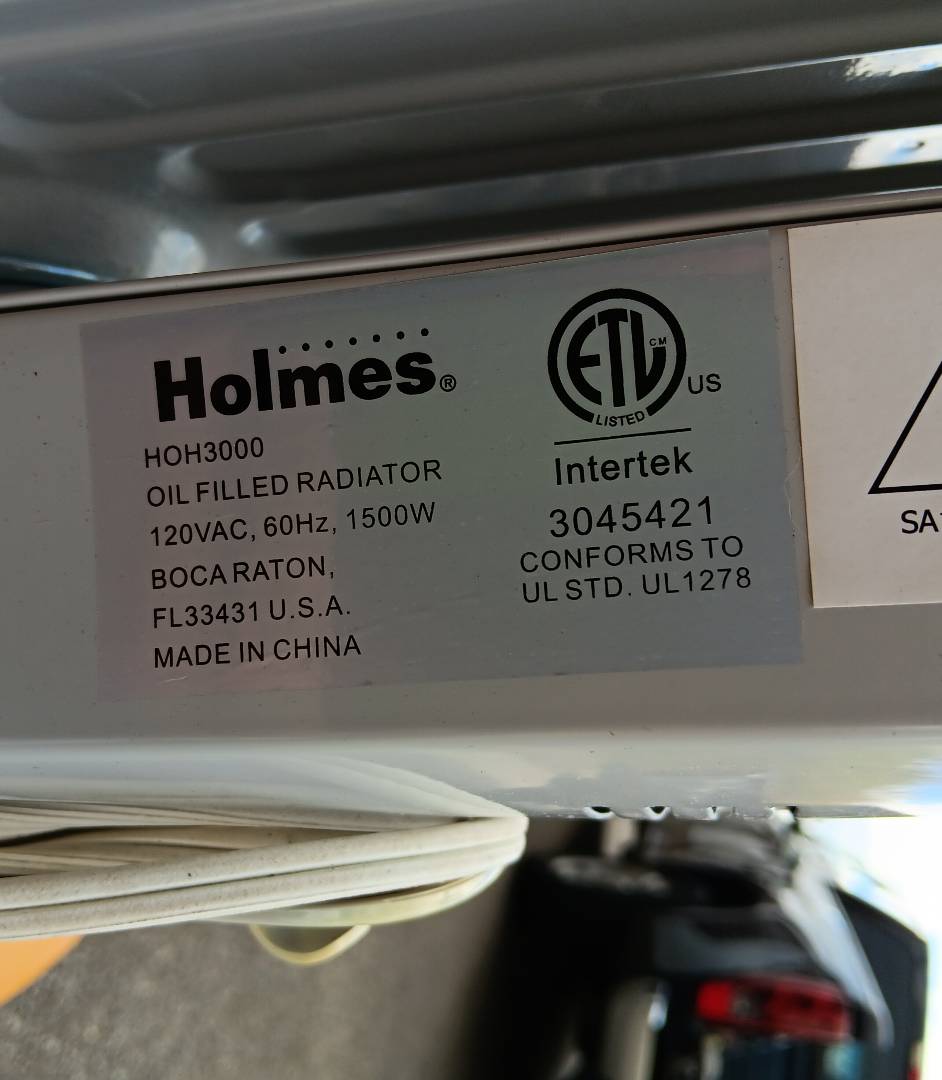 Holmes®
HOH3000
OIL FILLED RADIATOR
120VAC, 60Hz, 1500W
BOCA RATON,
FL33431 U.S.A.
MADE IN CHINA
ETL CM
LISTED
US
Intertek
3045421
CONFORMS TO
UL STD. UL1278